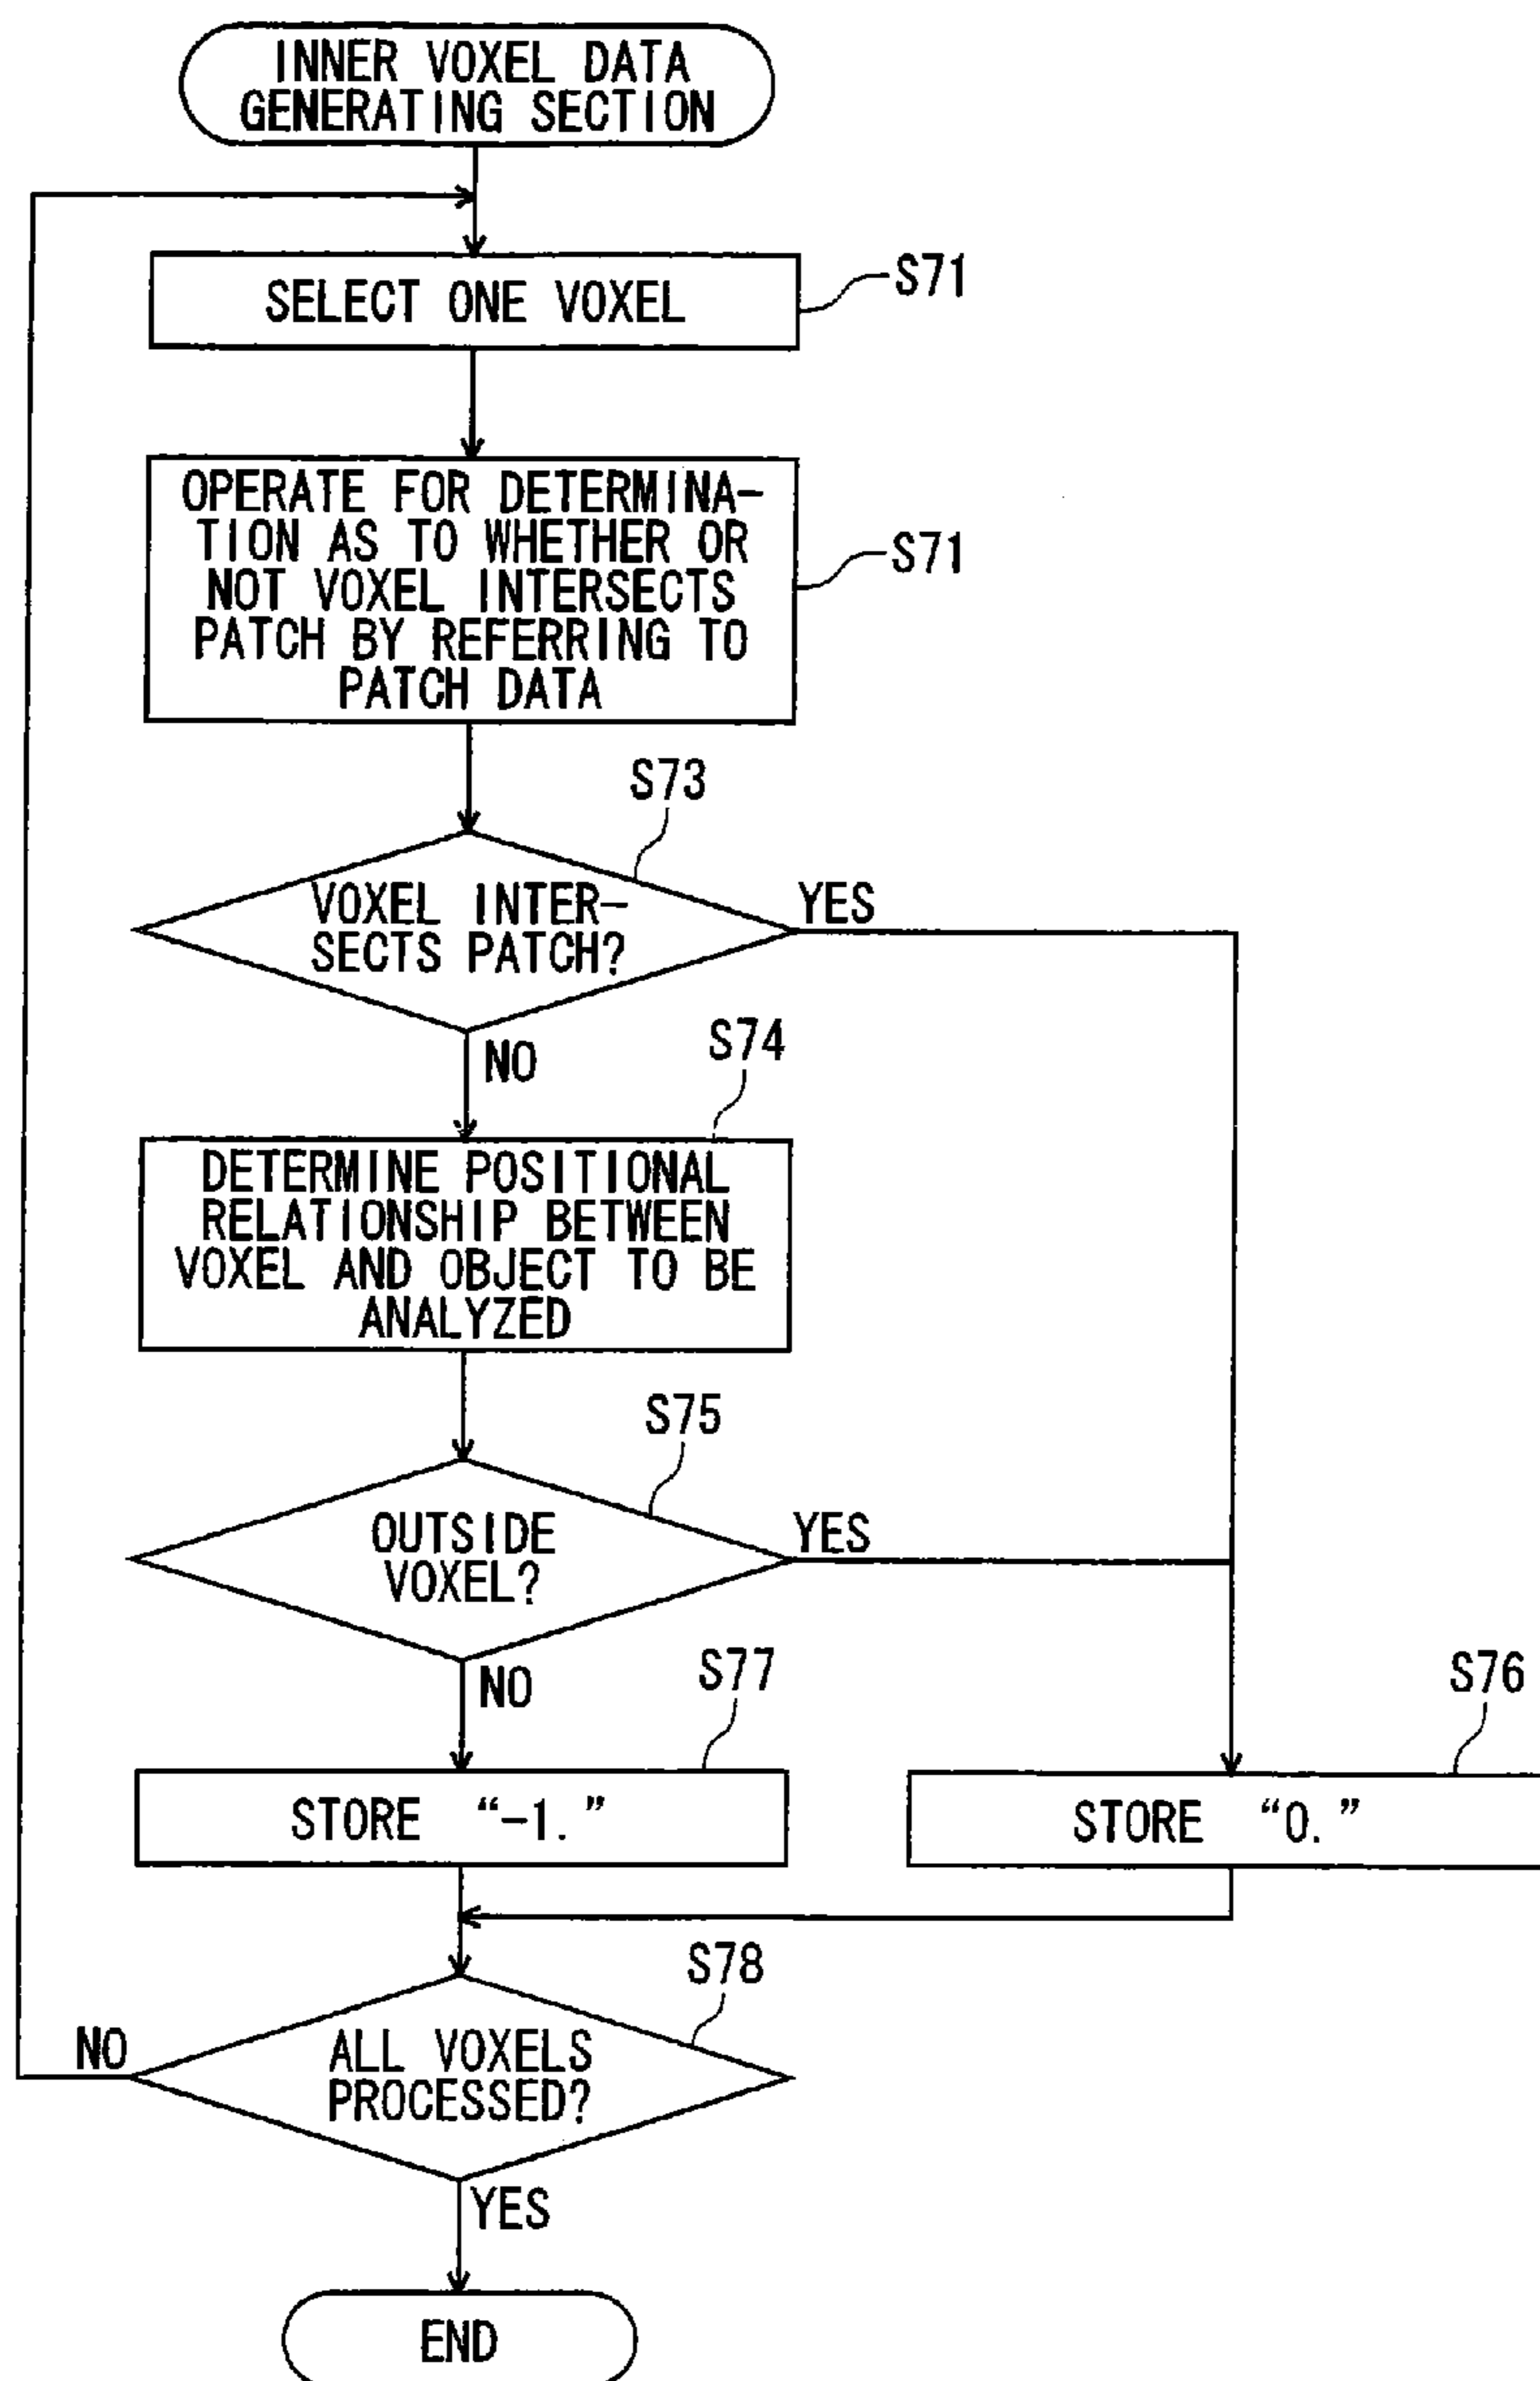 INNER VOXEL DATA
GENERATING SECTION
SELECT ONE VOXEL
S71
OPERATE FOR DETERMINA-
TION AS TO WHETHER OR
NOT VOXEL INTERSECTS
PATCH BY REFERRING TO
PATCH DATA
S71
S73
VOXEL INTER-
SECTS PATCH?
YES
NO
S74
DETERMINE POSITIONAL
RELATIONSHIP BETWEEN
VOXEL AND OBJECT TO BE
ANALYZED
S75
OUTSIDE
VOXEL?
YES
NO
S77
STORE “-1.”
S76
STORE “0.”
S78
ALL VOXELS
PROCESSED?
NO
YES
END